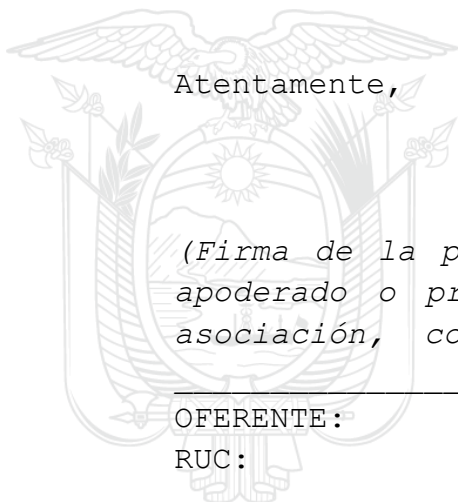 Atentamente,
(Firma de la p
apoderado o pr
asociación, co
OFERENTE:
RUC: